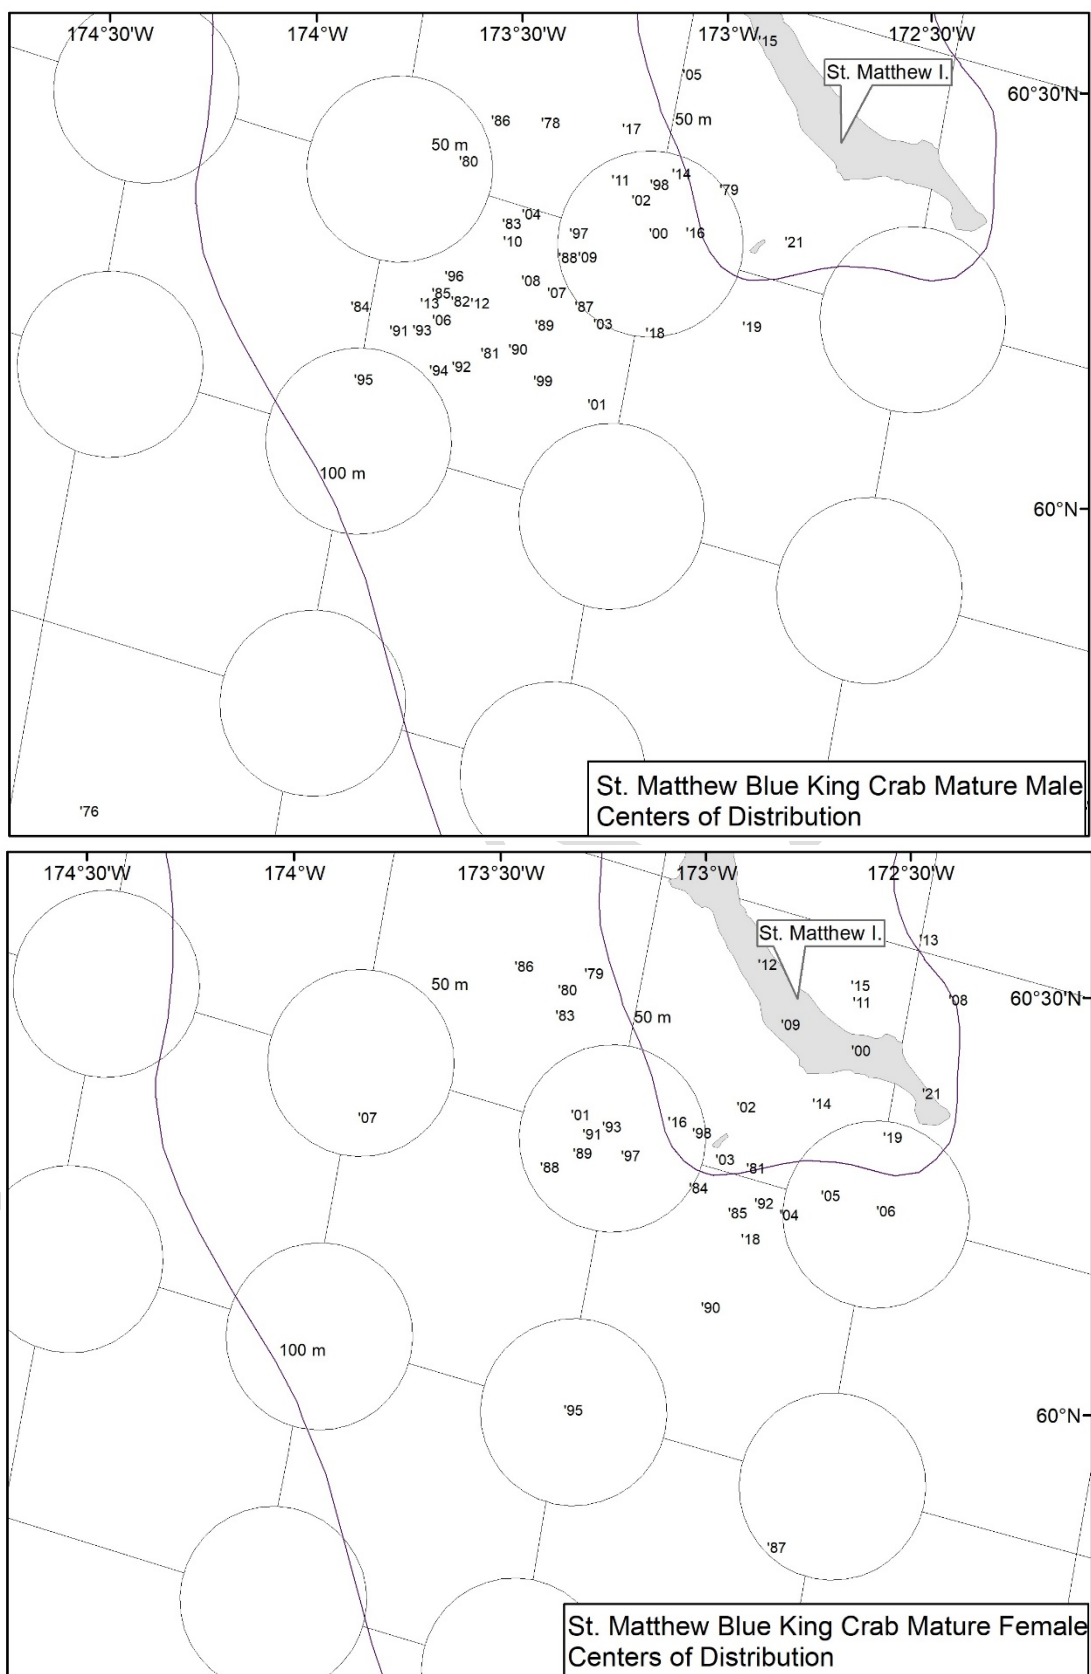 174°30'W 174°W 173°30'W 173°W 172°30'W
'15
St. Matthew I.
'05
60°30'N
'86 '78 '17 50 m
50 m
'80
'14
'11 '98 '79
'02
'04
'83
'97 '00 '16
'10 '21
'88 '09
'96
'08
'85 '07
'84 '13 '82 '12 '87
'06
'91 '93 '89 '03 '18 '19
'81 '90
'94 '92
'95 '99
'01
100 m
60°N
'76
St. Matthew Blue King Crab Mature Male
Centers of Distribution
174°30'W 174°W 173°30'W 173°W 172°30'W
St. Matthew I.
'13
'86 '79 '12
50 m '80 '15
'11 '08 60°30'N
'83 50 m '09
'00
'21
'07 '01 '02 '14
'93 '16
'91 '98 '19
'89 '97 '03
'88 '81
'84 '05
'92
'85 '04 '06
'18
'90
100 m
'95
60°N
'87
St. Matthew Blue King Crab Mature Female
Centers of Distribution